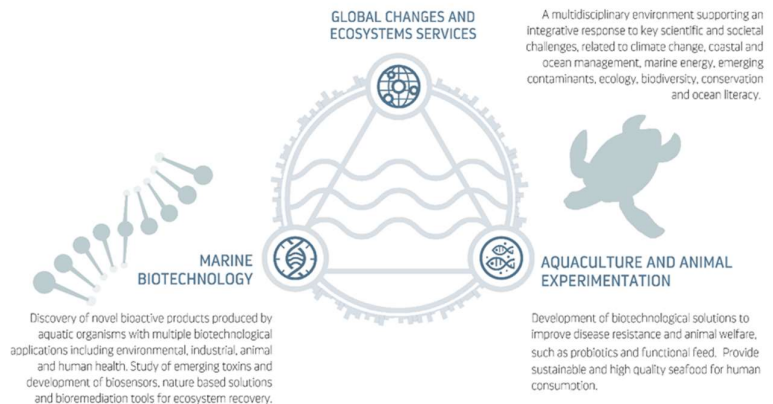 GLOBAL CHANGES AND
ECOSYSTEMS SERVICES
A multidisciplinary environment supporting an
integrative response to key scientific and societal
challenges, related to climate change, coastal and
ocean management, marine energy, emerging
contaminants, ecology, biodiversity, conservation
and ocean literacy.
MARINE
BIOTECHNOLOGY
Discovery of novel bioactive products produced by
aquatic organisms with multiple biotechnological
applications including environmental, industrial, animal
and human health. Study of emerging toxins and
development of biosensors, nature based solutions
and bioremediation tools for ecosystem recovery.
AQUACULTURE AND ANIMAL
EXPERIMENTATION
Development of biotechnological solutions to
improve disease resistance and animal welfare,
such as probiotics and functional feed. Provide
sustainable and high quality seafood for human
consumption.